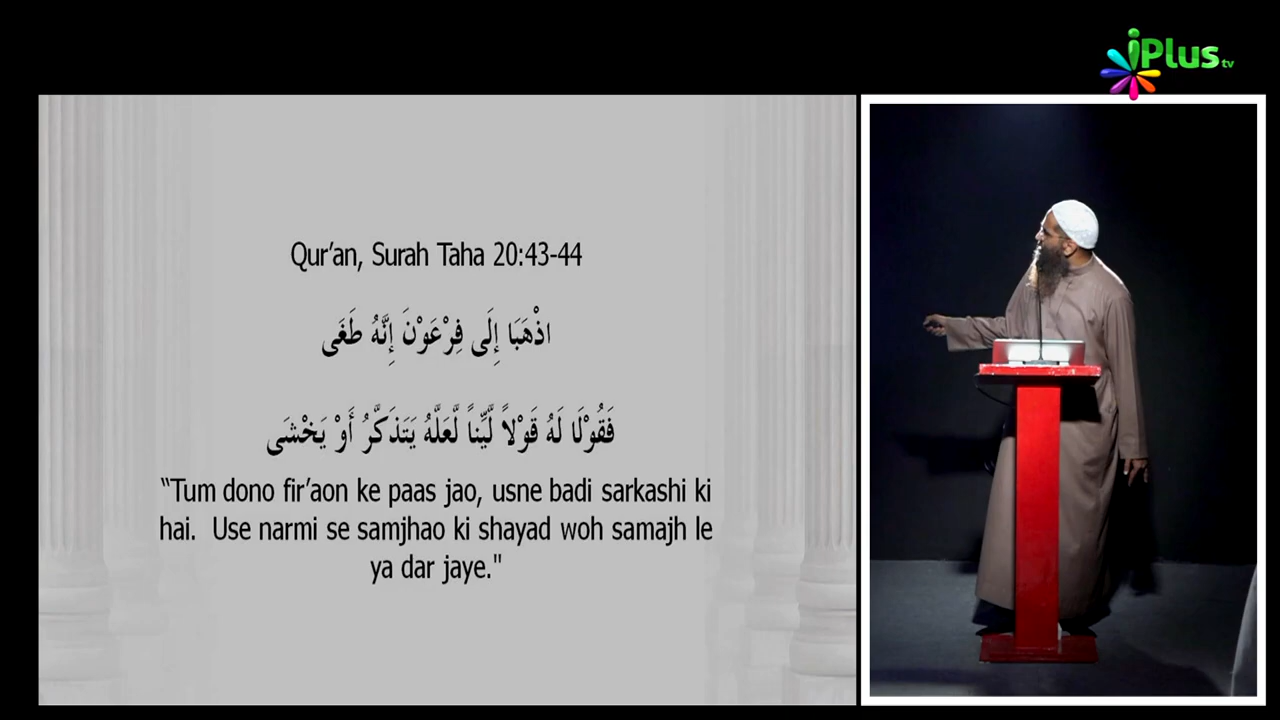 iPlus tv
Qur’an, Surah Taha 20:43-44
اذْهَبَا إِلَى فِرْعَوْنَ إِنَّهُ طَغَى
فَقُوْلَا لَهُ قَوْلاً لَّيِّناً لَّعَلَّهُ يَتَذَكَّرُ أَوْ يَخْشَى
“Tum dono fir’aon ke paas jao, usne badi sarkashi ki
hai. Use narmi se samjhao ki shayad woh samajh le
ya dar jaye."